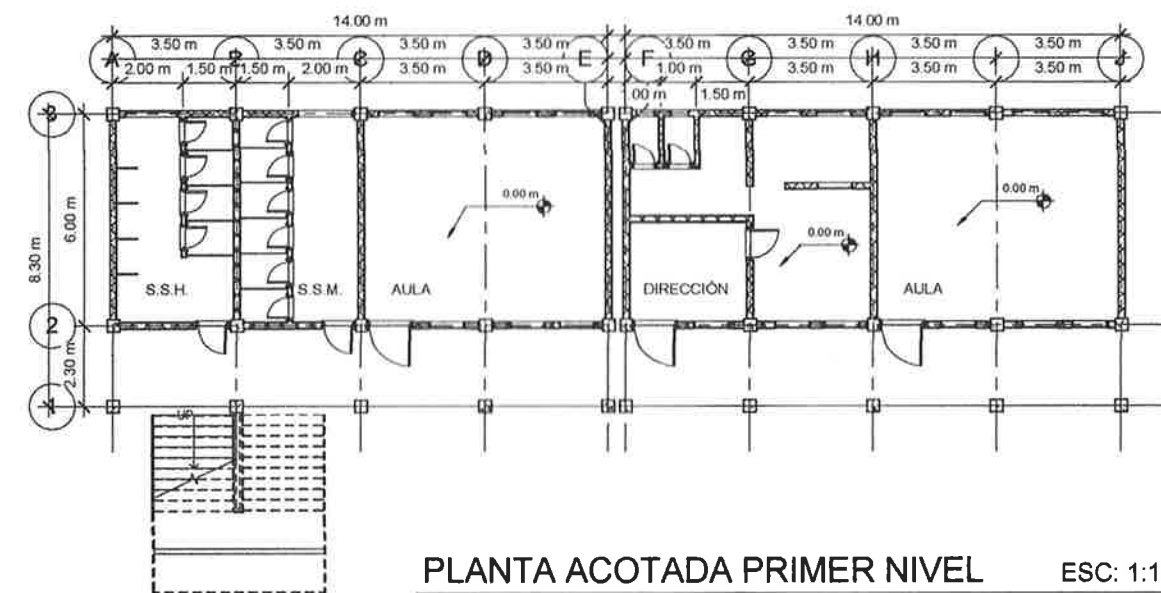 14.00 m 14.00 m
3.50 m 3.50 m 3.50 m 3.50 m 3.50 m 3.50 m 3.50 m 3.50 m
A C D E F G H J
2.00 m 1.50 m 1.50 m 2.00 m 3.50 m 3.50 m 1.00 m 3.50 m 3.50 m 3.50 m
.00 m 1.50 m
3
0.00 m 0.00 m
6.00 m
8.30 m
0.00 m
S.S.H. S.S.M. AULA DIRECCIÓN AULA
2
2.30 m
1
UP
PLANTA ACOTADA PRIMER NIVEL ESC: 1:1